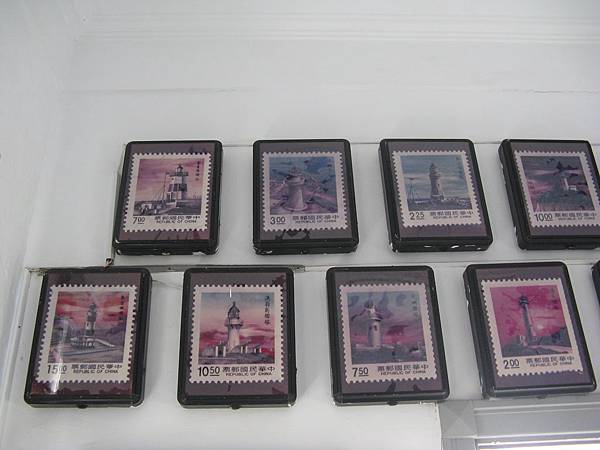 7.00
中華民國郵票
REPUBLIC OF CHINA
3.00
中華民國郵票
REPUBLIC OF CHINA
2.25
中華民國郵票
REPUBLIC OF CHINA
10.00
中華民國郵票
REPUBLIC OF CHINA
15.00
中華民國郵票
REPUBLIC OF CHINA
10.50
中華民國郵票
REPUBLIC OF CHINA
7.50
中華民國郵票
REPUBLIC OF CHINA
2.00
中華民國郵票
REPUBLIC OF CHINA